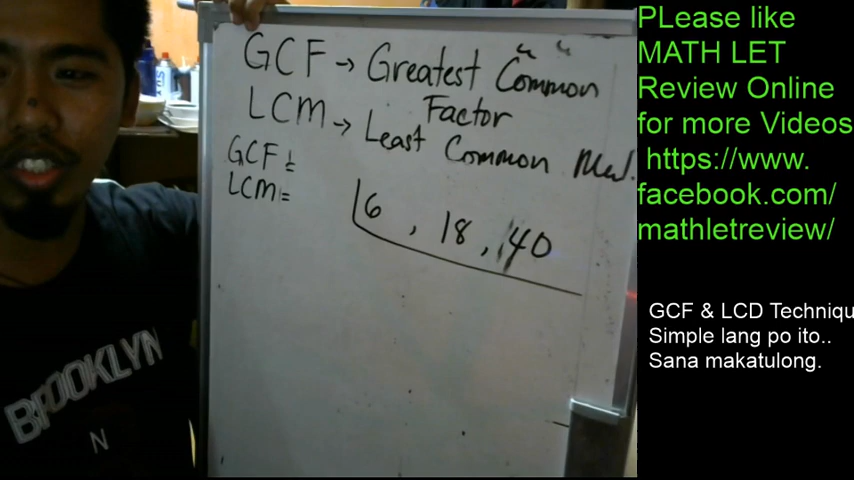 GCF → Greatest Common
Factor
LCM → Least Common Mul.
GCF =
LCM =
6 , 18 , 40
BROOKLYN
N
PLease like
MATH LET
Review Online
for more Videos
https://www.
facebook.com/
mathletreview/
GCF & LCD Techniqu
Simple lang po ito..
Sana makatulong.